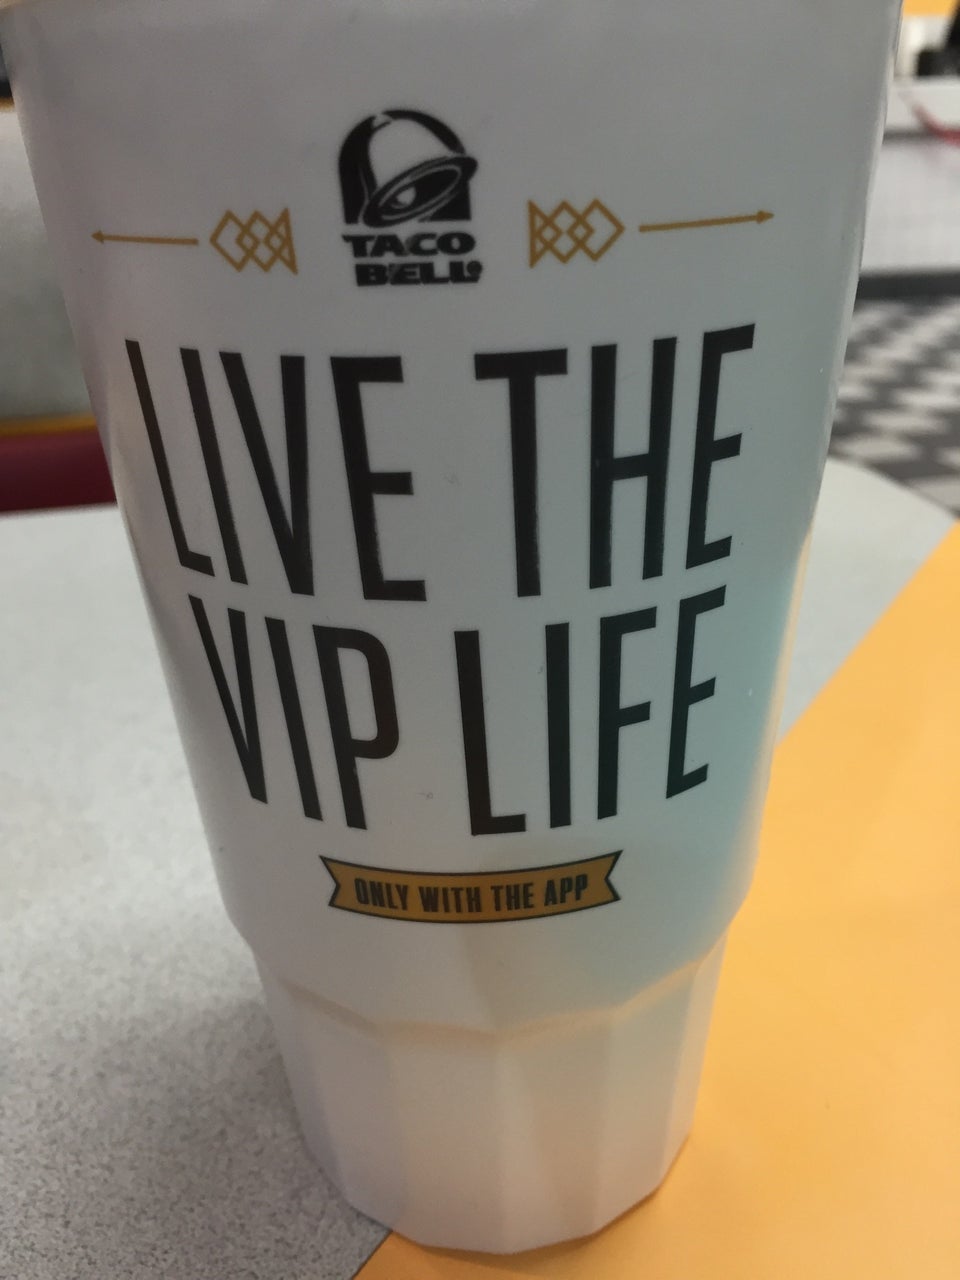 TACO
BELL®
LIVE THE
VIP LIFE
ONLY WITH THE APP